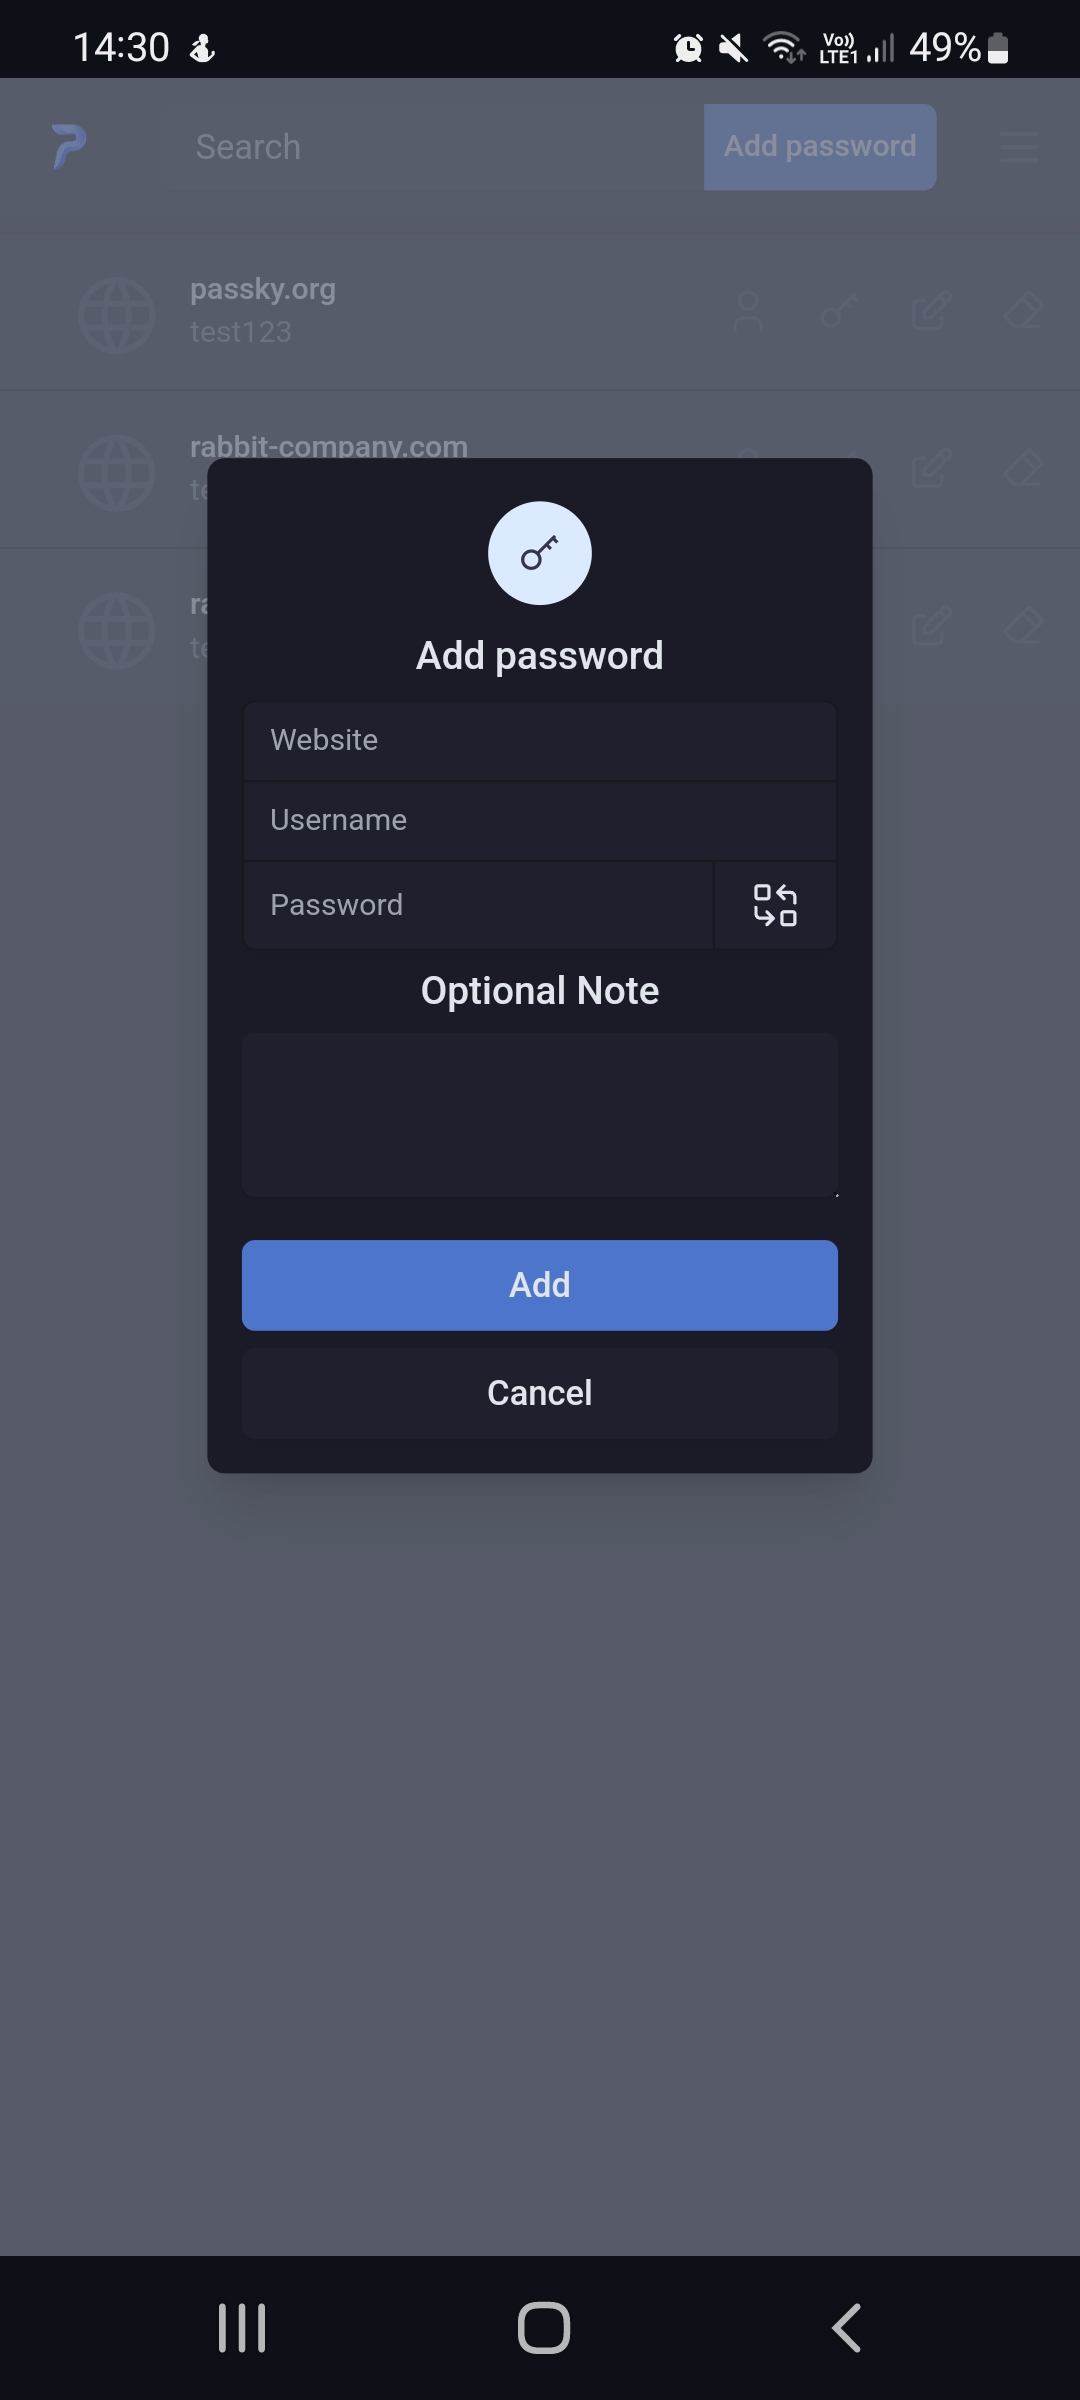 14:30
Vo)) LTE1 49%
Search
Add password
passky.org
test123
rabbit-company.com
te
ra
te
Add password
Website
Username
Password
Optional Note
Add
Cancel